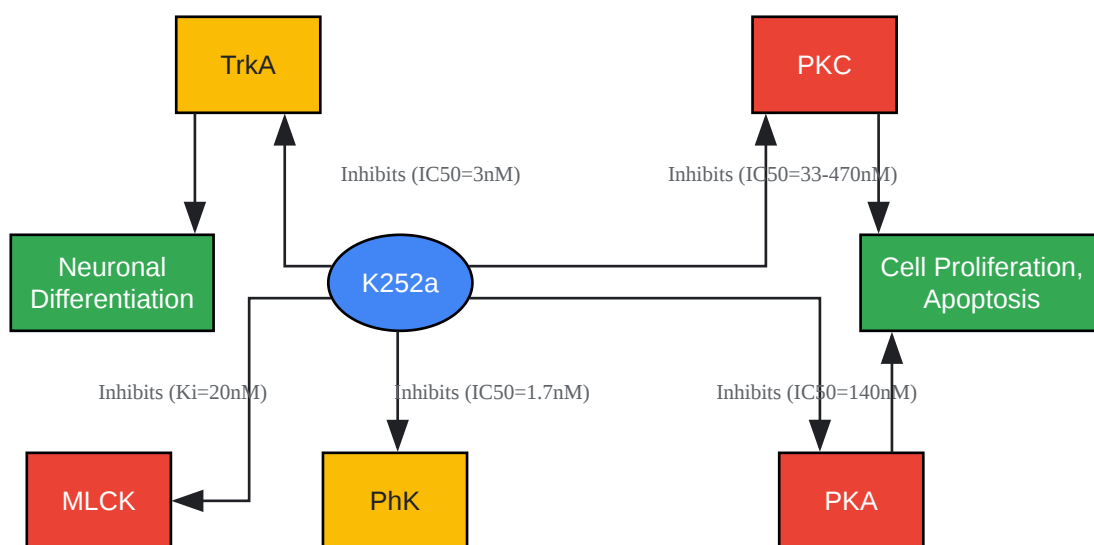 TrkA
PKC
Inhibits (IC50=3nM)
Inhibits (IC50=33-470nM)
Neuronal
Differentiation
K252a
Cell Proliferation,
Apoptosis
Inhibits (Ki=20nM)
Inhibits (IC50=1.7nM)
Inhibits (IC50=140nM)
MLCK
PhK
PKA